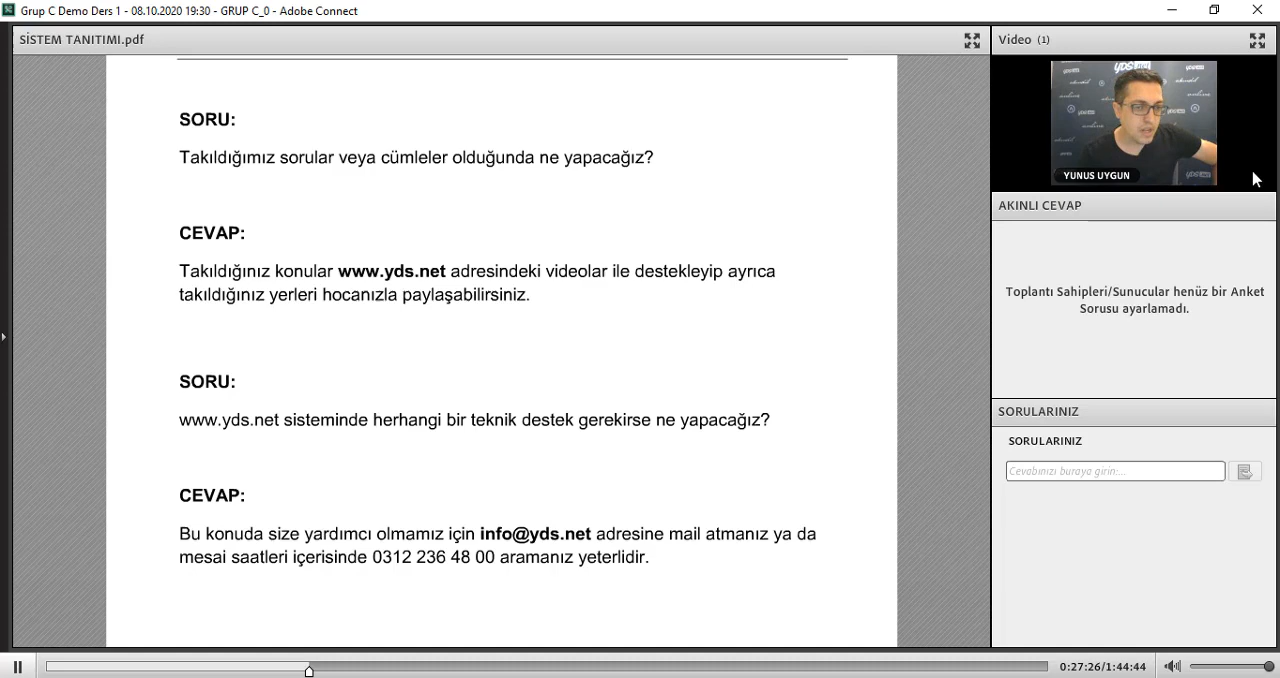 Grup C Demo Ders 1 - 08.10.2020 19:30 - GRUP C_0 - Adobe Connect
SİSTEM TANITIMI.pdf
SORU:
Takıldığımız sorular veya cümleler olduğunda ne yapacağız?
CEVAP:
Takıldığınız konular www.yds.net adresindeki videolar ile destekleyip ayrıca
takıldığınız yerleri hocanızla paylaşabilirsiniz.
SORU:
www.yds.net sisteminde herhangi bir teknik destek gerekirse ne yapacağız?
CEVAP:
Bu konuda size yardımcı olmamız için info@yds.net adresine mail atmanız ya da
mesai saatleri içerisinde 0312 236 48 00 aramanız yeterlidir.
Video (1)
YUNUS UYGUN
AKINLI CEVAP
Toplantı Sahipleri/Sunucular henüz bir Anket
Sorusu ayarlamadı.
SORULARINIZ
SORULARINIZ
Cevabınızı buraya girin:...
0:27:26/1:44:44